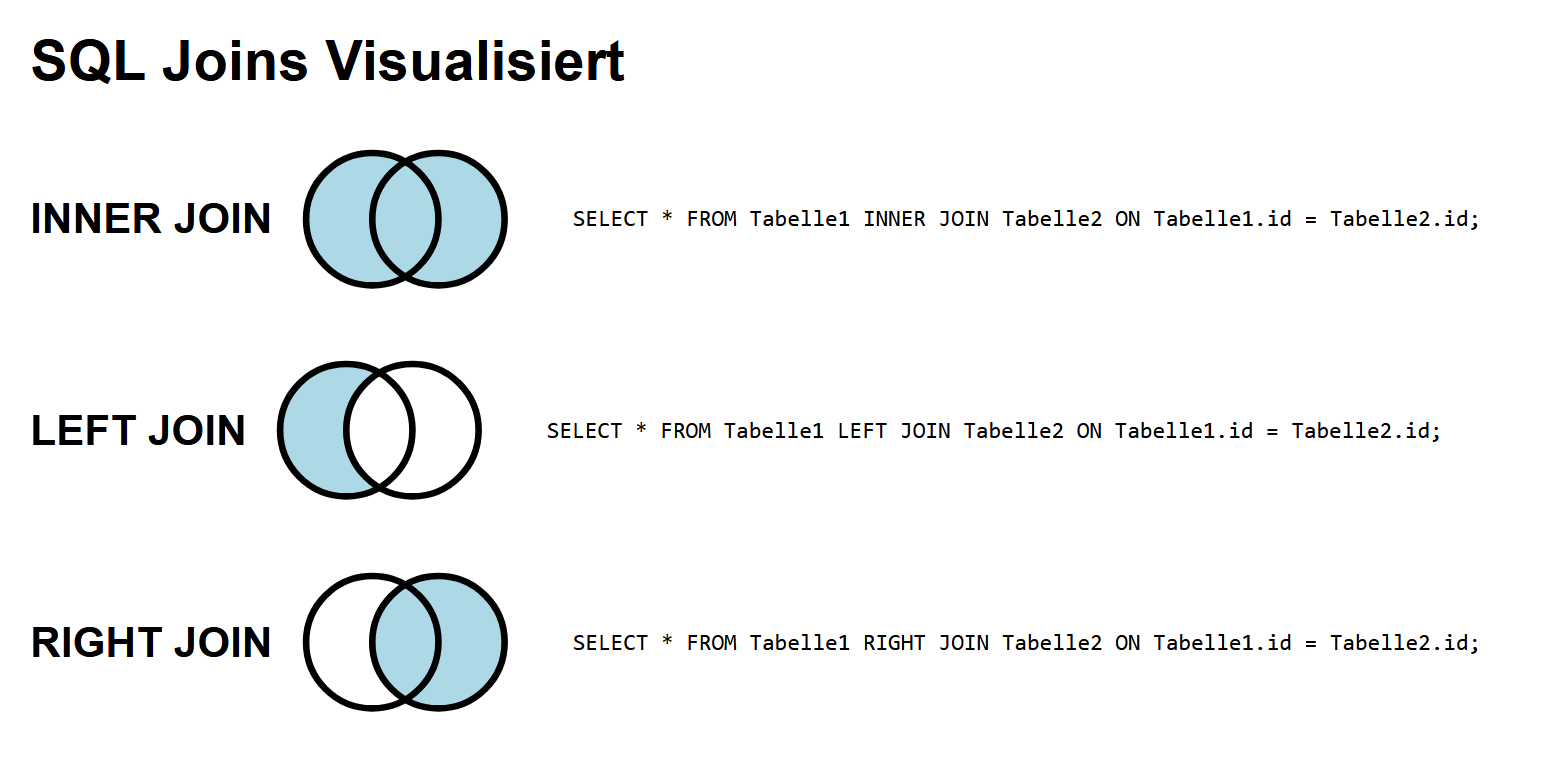 SQL Joins Visualisiert
INNER JOIN
SELECT * FROM Tabelle1 INNER JOIN Tabelle2 ON Tabelle1.id = Tabelle2.id;
LEFT JOIN
SELECT * FROM Tabelle1 LEFT JOIN Tabelle2 ON Tabelle1.id = Tabelle2.id;
RIGHT JOIN
SELECT * FROM Tabelle1 RIGHT JOIN Tabelle2 ON Tabelle1.id = Tabelle2.id;